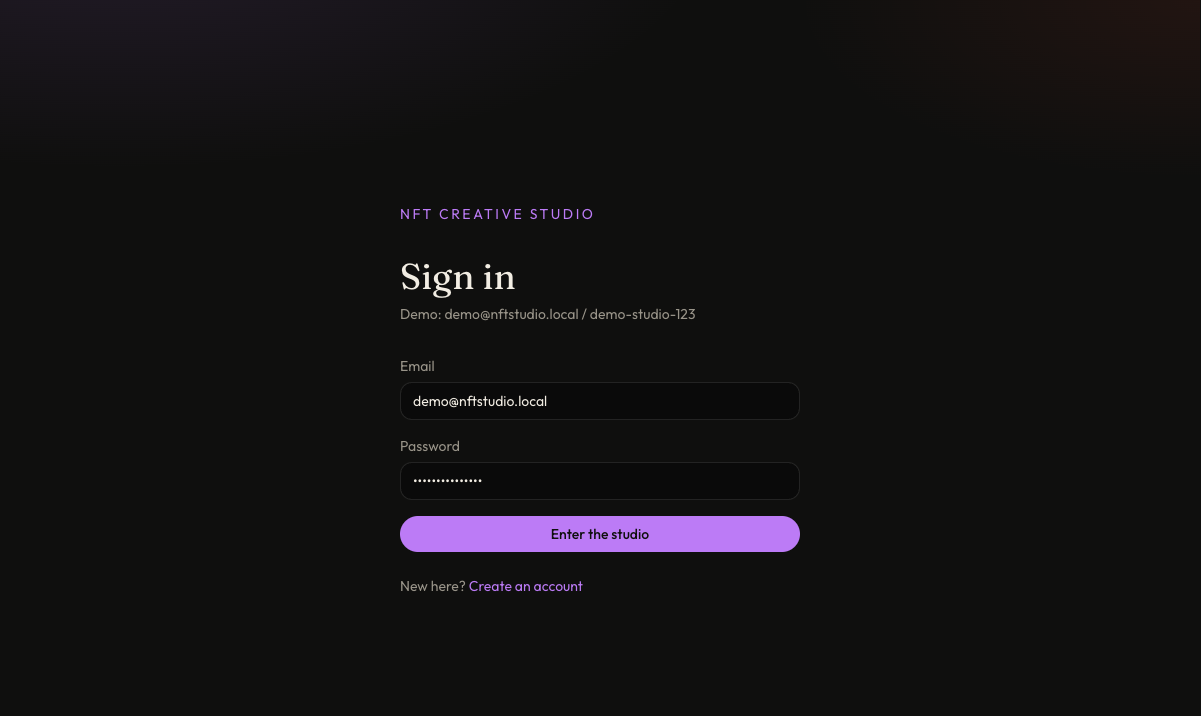 NFT CREATIVE STUDIO
Sign in
Demo: demo@nftstudio.local / demo-studio-123
Email
demo@nftstudio.local
Password
•••••••••••••••
Enter the studio
New here? Create an account